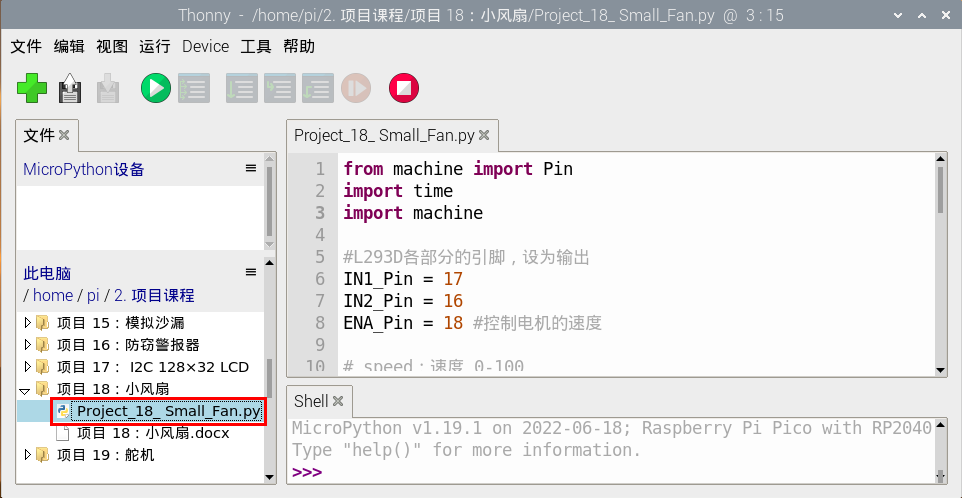 Thonny - /home/pi/2. 项目课程/项目 18：小风扇/Project_18_ Small_Fan.py @ 3 : 15
文件 编辑 视图 运行 Device 工具 帮助
文件
MicroPython设备
此电脑
/ home / pi / 2. 项目课程
项目 15：模拟沙漏
项目 16：防窃警报器
项目 17： I2C 128×32 LCD
项目 18：小风扇
Project_18_ Small_Fan.py
项目 18：小风扇.docx
项目 19：舵机
Project_18_ Small_Fan.py
1 from machine import Pin
2 import time
3 import machine
4
5 #L293D各部分的引脚，设为输出
6 IN1_Pin = 17
7 IN2_Pin = 16
8 ENA_Pin = 18 #控制电机的速度
9
10 # speed：速度 0-100
Shell
MicroPython v1.19.1 on 2022-06-18; Raspberry Pi Pico with RP2040
Type "help()" for more information.
>>>